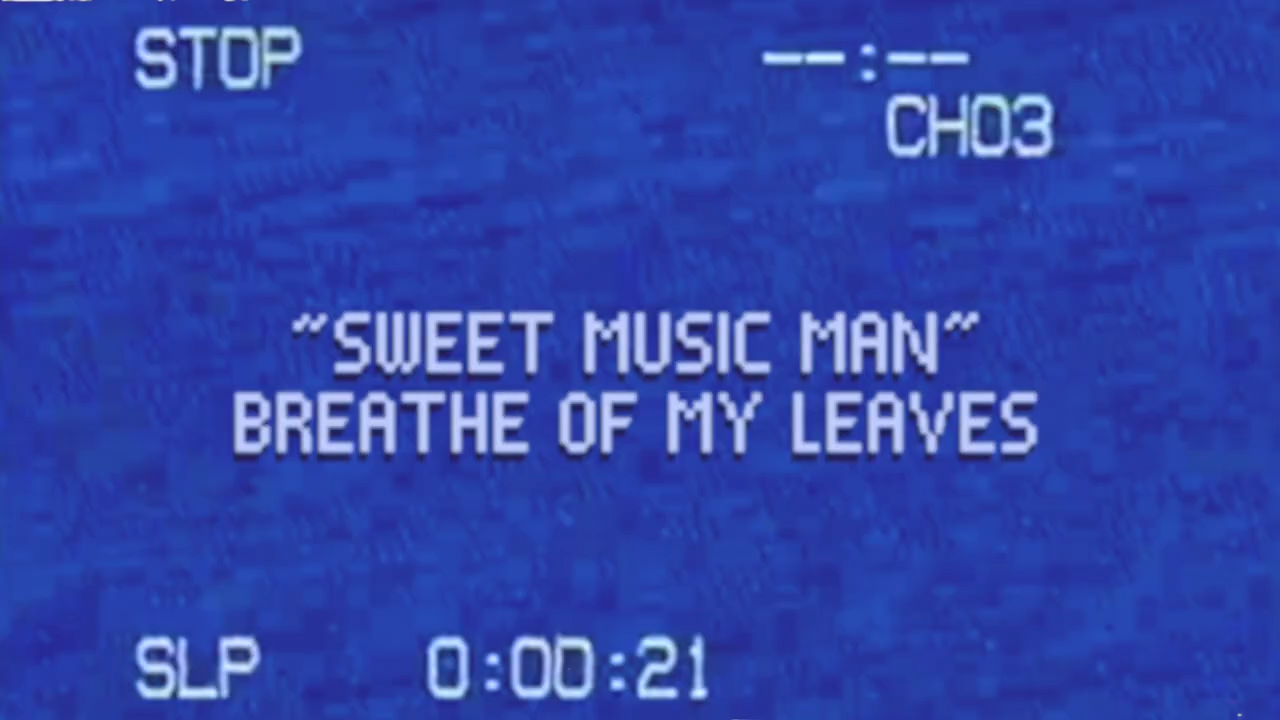 STOP --:--
CH03
"SWEET MUSIC MAN"
BREATHE OF MY LEAVES
SLP 0:00:21